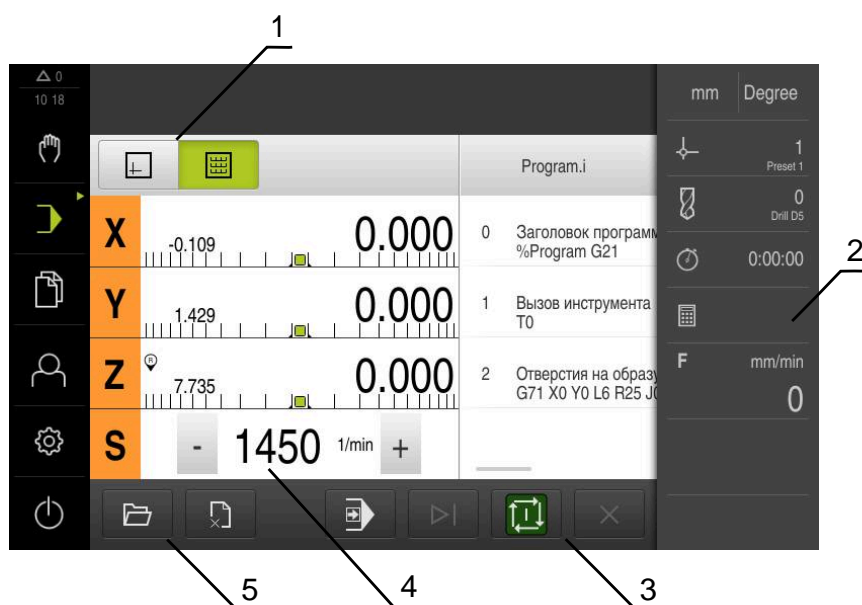 1
0
10 18
mm Degree
1
Preset 1
Program.i
0
Drill D5
X -0.109 0.000
0 Заголовок програм
%Program G21
2
0:00:00
Y 1.429 0.000
1 Вызов инструмента
T0
F mm/min
0
Z R 7.735 0.000
2 Отверстия на образу
G71 X0 Y0 L6 R25 J
S - 1450 1/min +
5
4
3